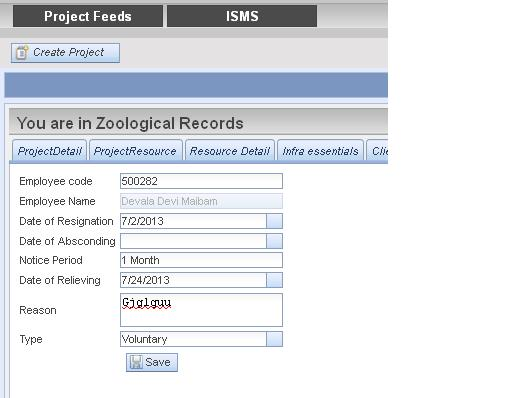 Project Feeds
ISMS
Create Project
You are in Zoological Records
ProjectDetail
ProjectResource
Resource Detail
Infra essentials
Clie
Employee code 500282
Employee Name Devala Devi Maibam
Date of Resignation 7/2/2013
Date of Absconding
Notice Period 1 Month
Date of Relieving 7/24/2013
Reason Gjglguu
Type Voluntary
Save